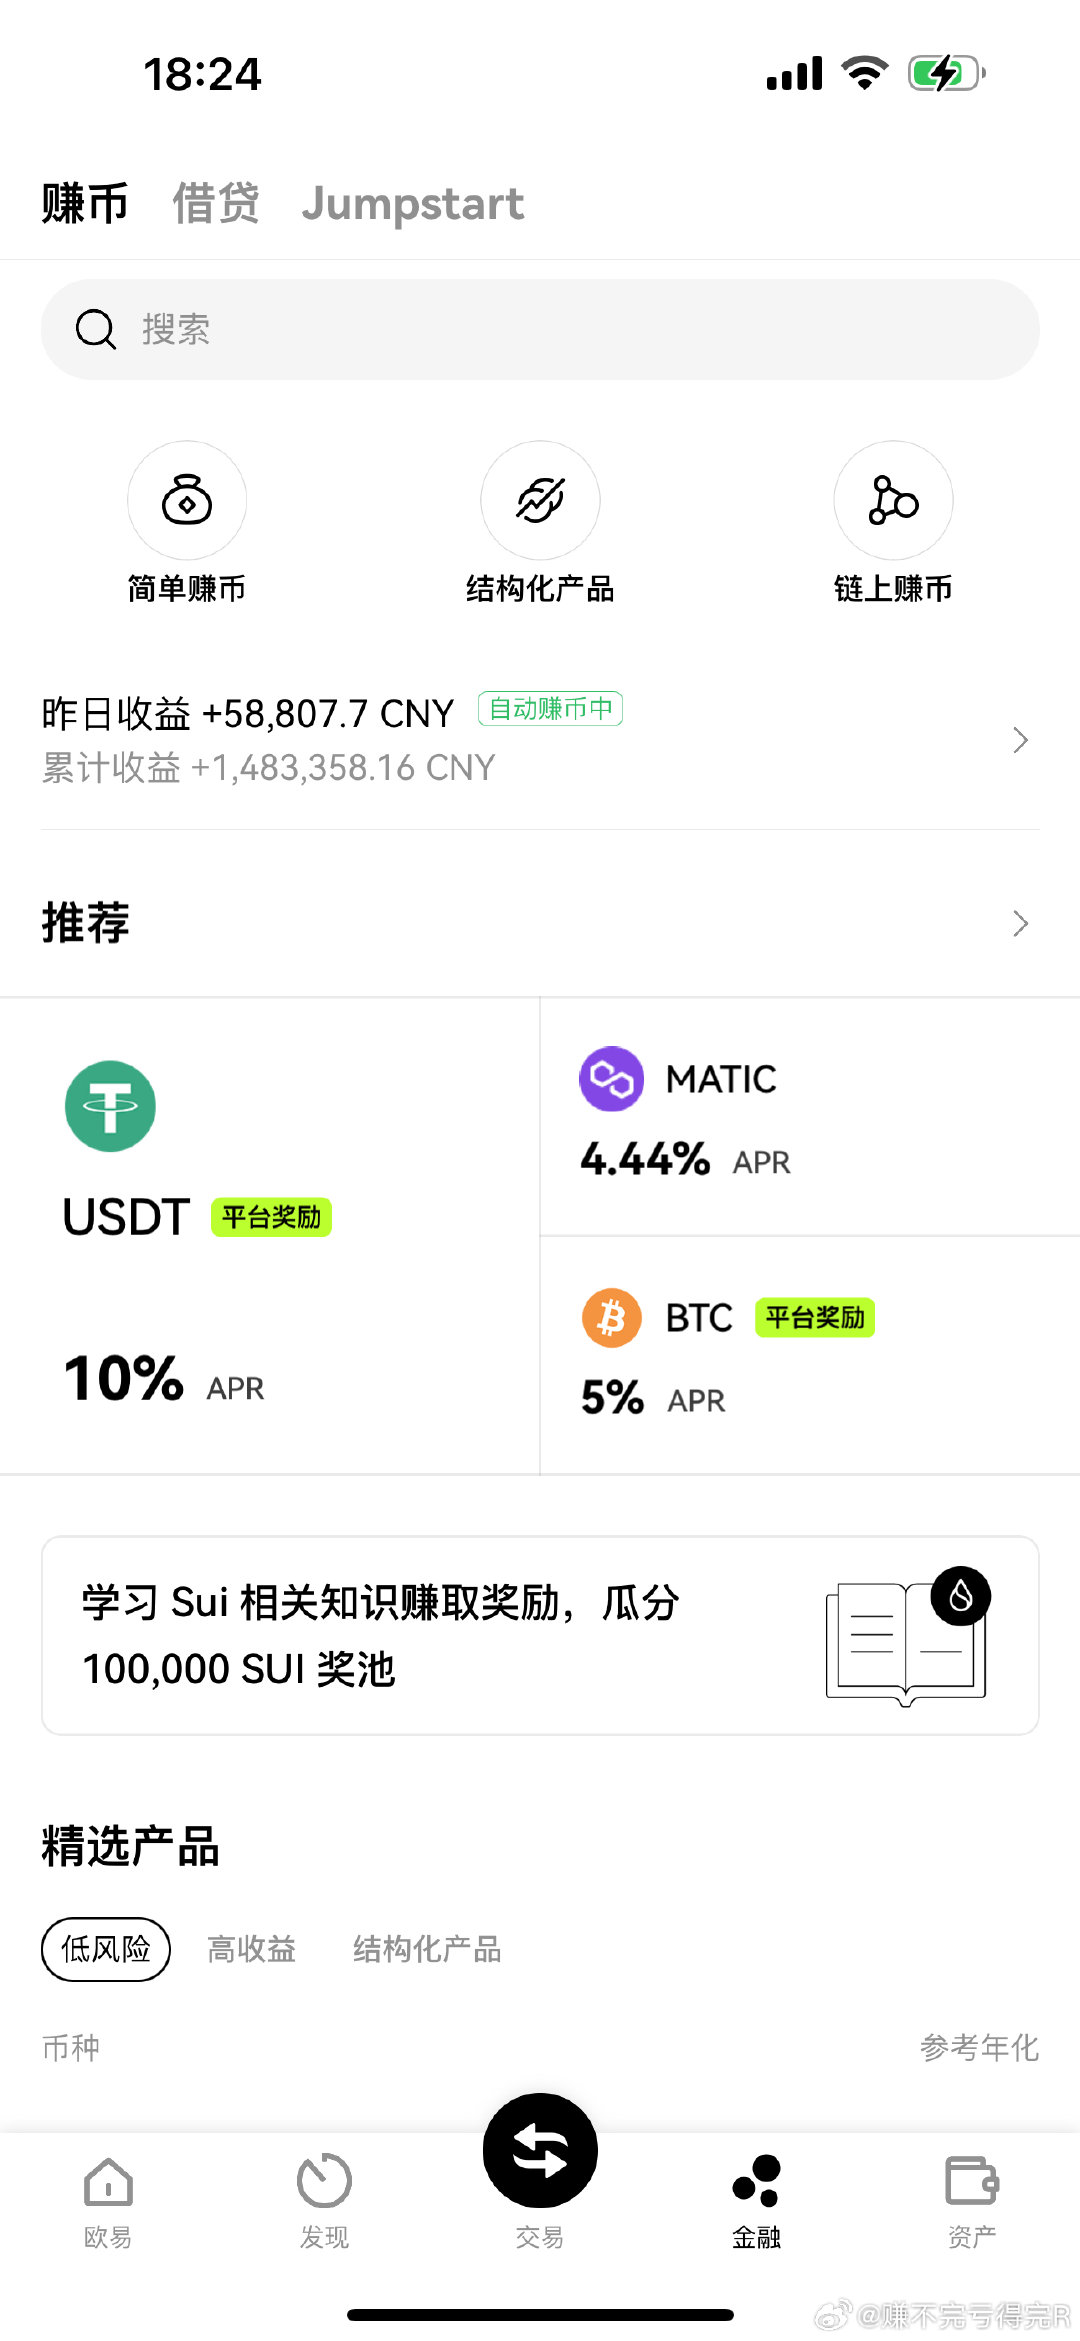 18:24
赚币 借贷 Jumpstart
搜索
简单赚币 结构化产品 链上赚币
昨日收益 +58,807.7 CNY 自动赚币中
累计收益 +1,483,358.16 CNY
推荐
USDT 平台奖励
10% APR
MATIC
4.44% APR
BTC 平台奖励
5% APR
学习 Sui 相关知识赚取奖励，瓜分
100,000 SUI 奖池
精选产品
低风险 高收益 结构化产品
币种 参考年化
欧易 发现 交易 金融 资产
@赚不完亏得完R